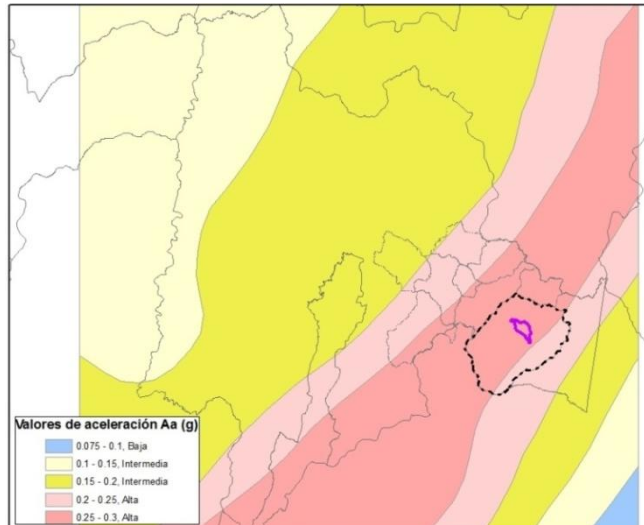 Valores de aceleración Aa (g)
0.075 - 0.1, Baja
0.1 - 0.15, Intermedia
0.15 - 0.2, Intermedia
0.2 - 0.25, Alta
0.25 - 0.3, Alta